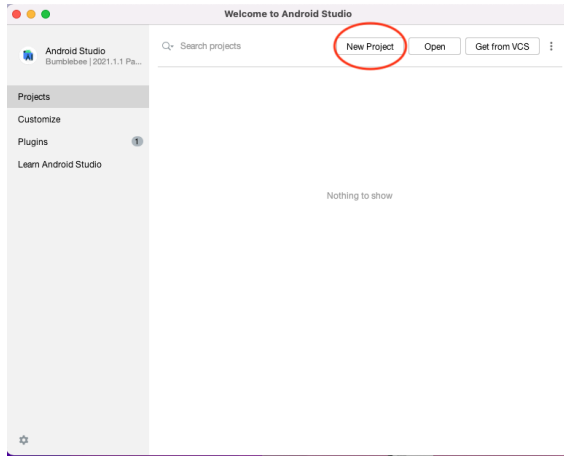 Welcome to Android Studio
Android Studio
Bumblebee | 2021.1.1 Pa...
Search projects
New Project
Open
Get from VCS
Projects
Customize
Plugins 1
Learn Android Studio
Nothing to show